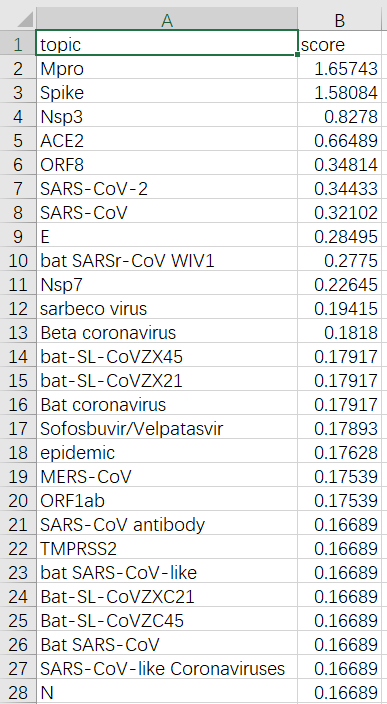 A B
1 topic score
2 Mpro 1.65743
3 Spike 1.58084
4 Nsp3 0.8278
5 ACE2 0.66489
6 ORF8 0.34814
7 SARS-CoV-2 0.34433
8 SARS-CoV 0.32102
9 E 0.28495
10 bat SARSr-CoV WIV1 0.2775
11 Nsp7 0.22645
12 sarbeco virus 0.19415
13 Beta coronavirus 0.1818
14 bat-SL-CoVZX45 0.17917
15 bat-SL-CoVZX21 0.17917
16 Bat coronavirus 0.17917
17 Sofosbuvir/Velpatasvir 0.17893
18 epidemic 0.17628
19 MERS-CoV 0.17539
20 ORF1ab 0.17539
21 SARS-CoV antibody 0.16689
22 TMPRSS2 0.16689
23 bat SARS-CoV-like 0.16689
24 Bat-SL-CoVZXC21 0.16689
25 Bat-SL-CoVZC45 0.16689
26 Bat SARS-CoV 0.16689
27 SARS-CoV-like Coronaviruses 0.16689
28 N 0.16689